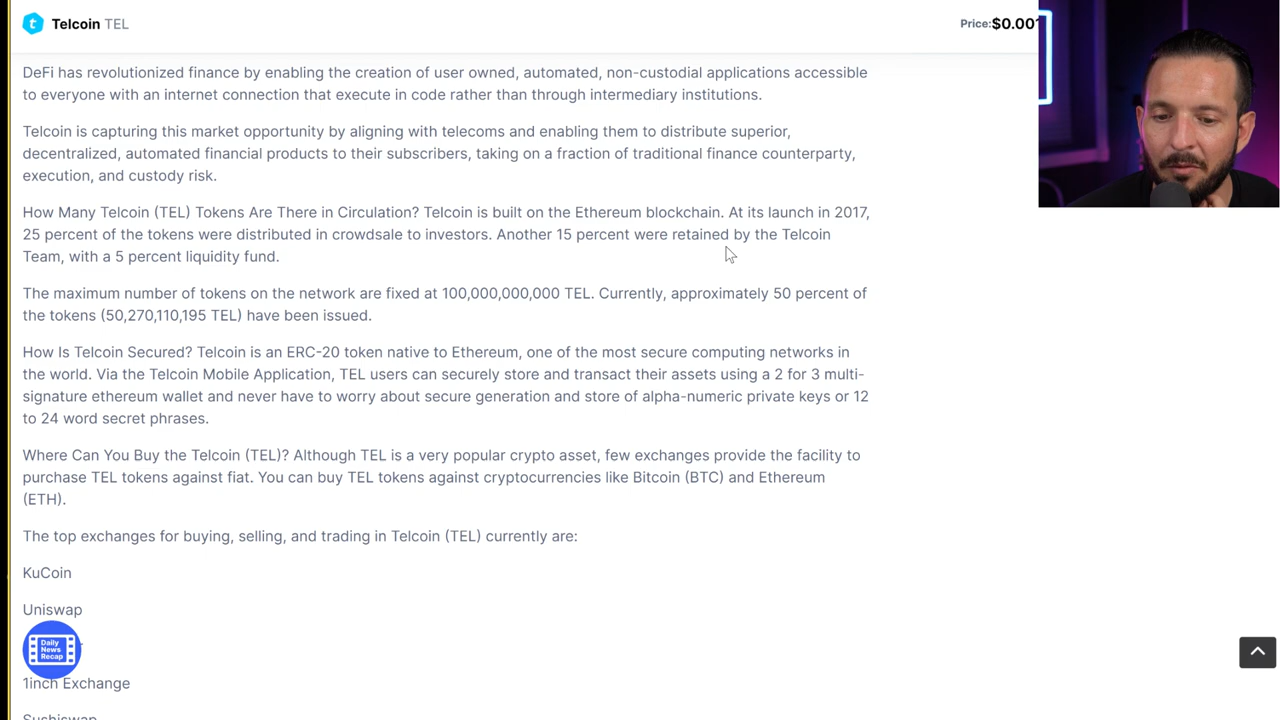 Telcoin TEL
Price:$0.001
DeFi has revolutionized finance by enabling the creation of user owned, automated, non-custodial applications accessible
to everyone with an internet connection that execute in code rather than through intermediary institutions.
Telcoin is capturing this market opportunity by aligning with telecoms and enabling them to distribute superior,
decentralized, automated financial products to their subscribers, taking on a fraction of traditional finance counterparty,
execution, and custody risk.
How Many Telcoin (TEL) Tokens Are There in Circulation? Telcoin is built on the Ethereum blockchain. At its launch in 2017,
25 percent of the tokens were distributed in crowdsale to investors. Another 15 percent were retained by the Telcoin
Team, with a 5 percent liquidity fund.
The maximum number of tokens on the network are fixed at 100,000,000,000 TEL. Currently, approximately 50 percent of
the tokens (50,270,110,195 TEL) have been issued.
How Is Telcoin Secured? Telcoin is an ERC-20 token native to Ethereum, one of the most secure computing networks in
the world. Via the Telcoin Mobile Application, TEL users can securely store and transact their assets using a 2 for 3 multi-
signature ethereum wallet and never have to worry about secure generation and store of alpha-numeric private keys or 12
to 24 word secret phrases.
Where Can You Buy the Telcoin (TEL)? Although TEL is a very popular crypto asset, few exchanges provide the facility to
purchase TEL tokens against fiat. You can buy TEL tokens against cryptocurrencies like Bitcoin (BTC) and Ethereum
(ETH).
The top exchanges for buying, selling, and trading in Telcoin (TEL) currently are:
KuCoin
Uniswap
Daily
News
Recap
1inch Exchange
Sushiswap